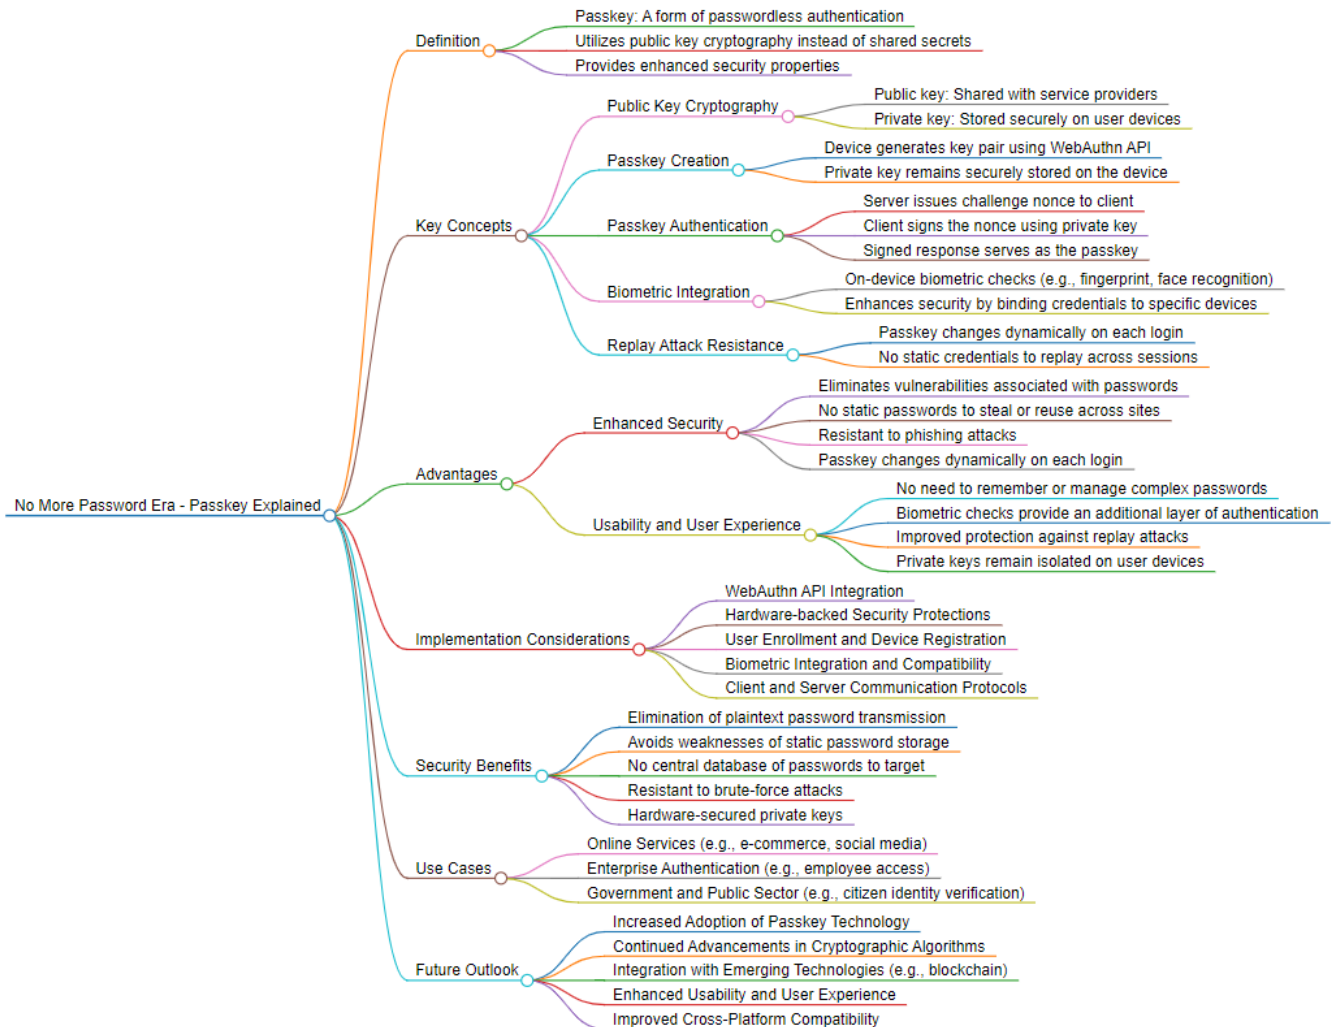 No More Password Era - Passkey Explained
Definition
Passkey: A form of passwordless authentication
Utilizes public key cryptography instead of shared secrets
Provides enhanced security properties
Key Concepts
Public Key Cryptography
Public key: Shared with service providers
Private key: Stored securely on user devices
Passkey Creation
Device generates key pair using WebAuthn API
Private key remains securely stored on the device
Passkey Authentication
Server issues challenge nonce to client
Client signs the nonce using private key
Signed response serves as the passkey
Biometric Integration
On-device biometric checks (e.g., fingerprint, face recognition)
Enhances security by binding credentials to specific devices
Replay Attack Resistance
Passkey changes dynamically on each login
No static credentials to replay across sessions
Advantages
Enhanced Security
Eliminates vulnerabilities associated with passwords
No static passwords to steal or reuse across sites
Resistant to phishing attacks
Passkey changes dynamically on each login
Usability and User Experience
No need to remember or manage complex passwords
Biometric checks provide an additional layer of authentication
Improved protection against replay attacks
Private keys remain isolated on user devices
Implementation Considerations
WebAuthn API Integration
Hardware-backed Security Protections
User Enrollment and Device Registration
Biometric Integration and Compatibility
Client and Server Communication Protocols
Security Benefits
Elimination of plaintext password transmission
Avoids weaknesses of static password storage
No central database of passwords to target
Resistant to brute-force attacks
Hardware-secured private keys
Use Cases
Online Services (e.g., e-commerce, social media)
Enterprise Authentication (e.g., employee access)
Government and Public Sector (e.g., citizen identity verification)
Future Outlook
Increased Adoption of Passkey Technology
Continued Advancements in Cryptographic Algorithms
Integration with Emerging Technologies (e.g., blockchain)
Enhanced Usability and User Experience
Improved Cross-Platform Compatibility